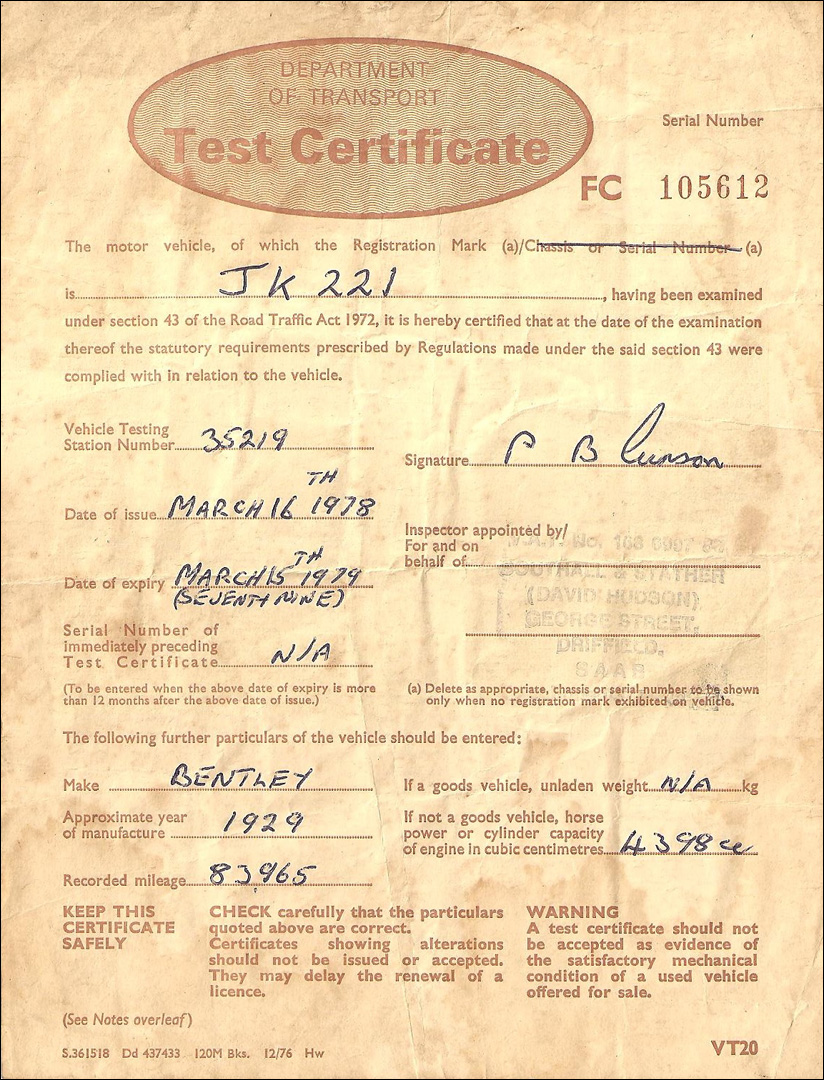 DEPARTMENT
OF TRANSPORT
Test Certificate
Serial Number
FC 105612
The motor vehicle, of which the Registration Mark (a)/Chassis or Serial Number (a)
is JK 221, having been examined
under section 43 of the Road Traffic Act 1972, it is hereby certified that at the date of the examination
thereof the statutory requirements prescribed by Regulations made under the said section 43 were
complied with in relation to the vehicle.
Vehicle Testing
Station Number 35219
Signature P B
Date of issue MARCH 16TH 1978
Inspector appointed by/
For and on
behalf of
V.A.T. No.
SOUTHALL & STATHER
(DAVID HUDSON)
GEORGE STREET,
DRIFFIELD.
SAAB
Date of expiry MARCH 15TH 1979
(SEVENTY NINE)
Serial Number of
immediately preceding
Test Certificate N/A
(To be entered when the above date of expiry is more
than 12 months after the above date of issue.)
(a) Delete as appropriate, chassis or serial number to be shown
only when no registration mark exhibited on vehicle.
The following further particulars of the vehicle should be entered:
Make BENTLEY
If a goods vehicle, unladen weight N/A kg
Approximate year
of manufacture 1929
If not a goods vehicle, horse
power or cylinder capacity
of engine in cubic centimetres 4398 cc
Recorded mileage 83965
KEEP THIS
CERTIFICATE
SAFELY
CHECK carefully that the particulars
quoted above are correct.
Certificates showing alterations
should not be issued or accepted.
They may delay the renewal of a
licence.
WARNING
A test certificate should not
be accepted as evidence of
the satisfactory mechanical
condition of a used vehicle
offered for sale.
(See Notes overleaf)
S.361518 Dd 437433 120M Bks. 12/76 Hw
VT20